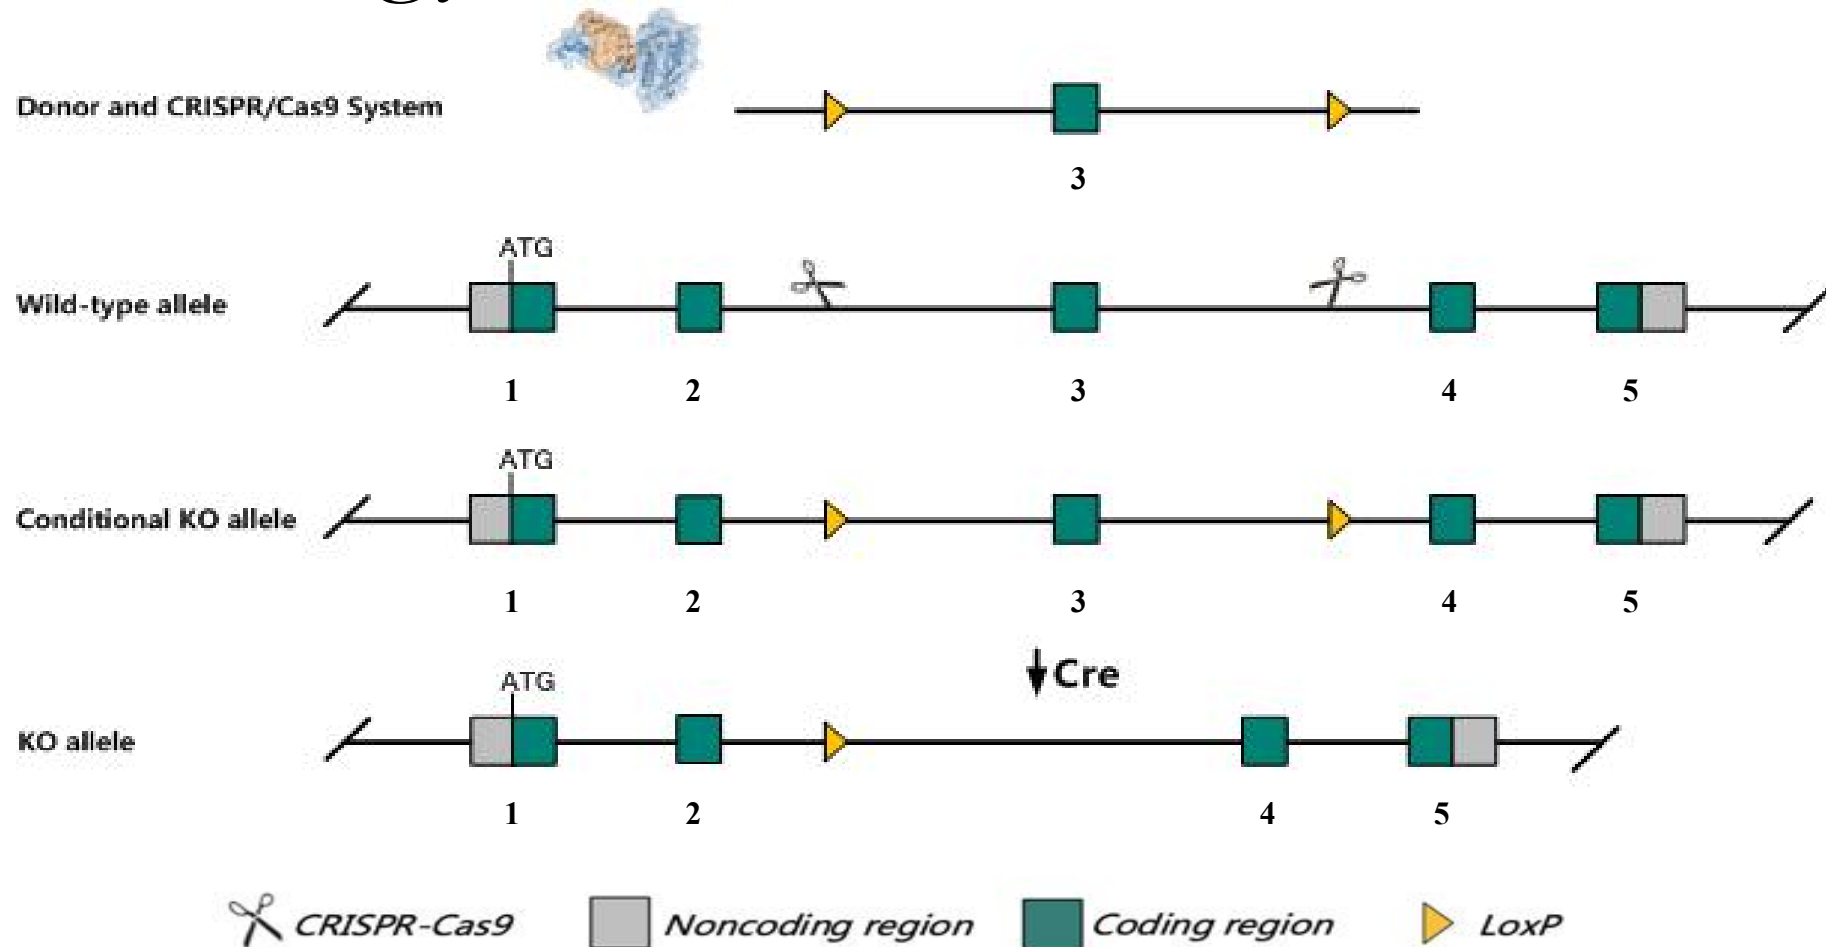 Donor and CRISPR/Cas9 System
3
ATG
Wild-type allele
1 2 3 4 5
ATG
Conditional KO allele
1 2 3 4 5
Cre
ATG
KO allele
1 2 4 5
CRISPR-Cas9 Noncoding region Coding region LoxP